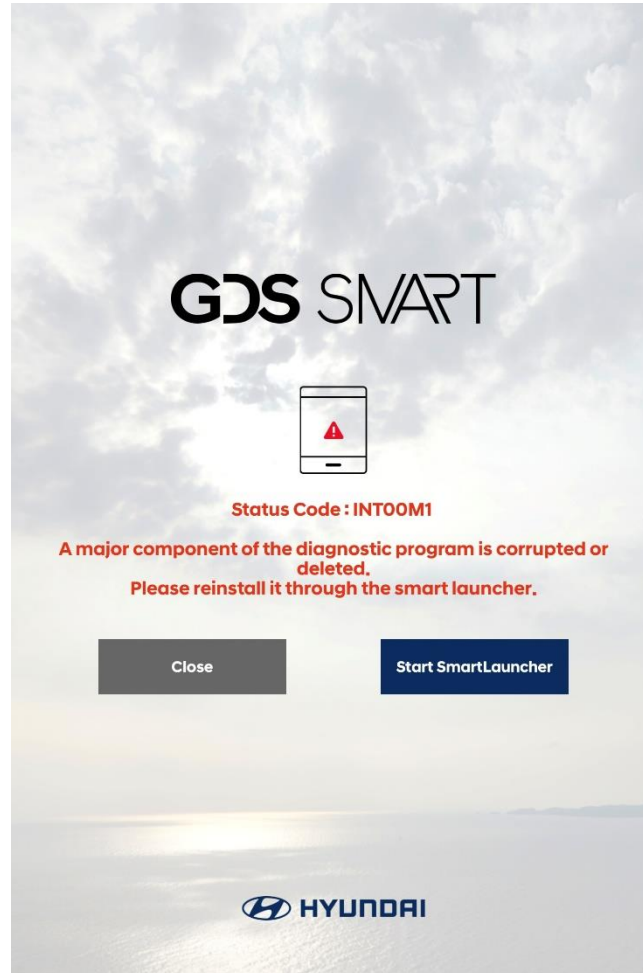 GDS SMART
Status Code : INT00M1
A major component of the diagnostic program is corrupted or
deleted.
Please reinstall it through the smart launcher.
Close
Start SmartLauncher
HYUNDAI